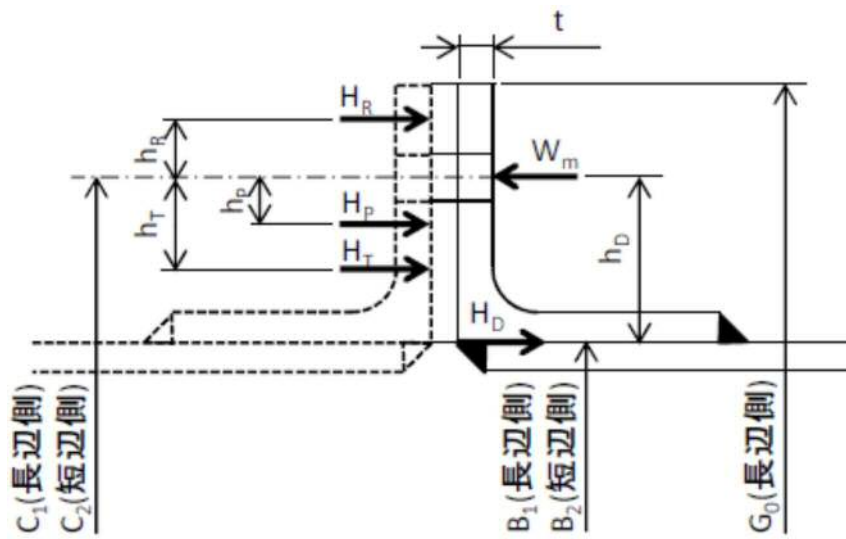 t
H_R
h_R
W_m
h_P
h_T
H_P
h_D
H_T
H_D
C_1(長辺側)
C_2(短辺側)
B_1(長辺側)
B_2(短辺側)
G_0(長辺側)